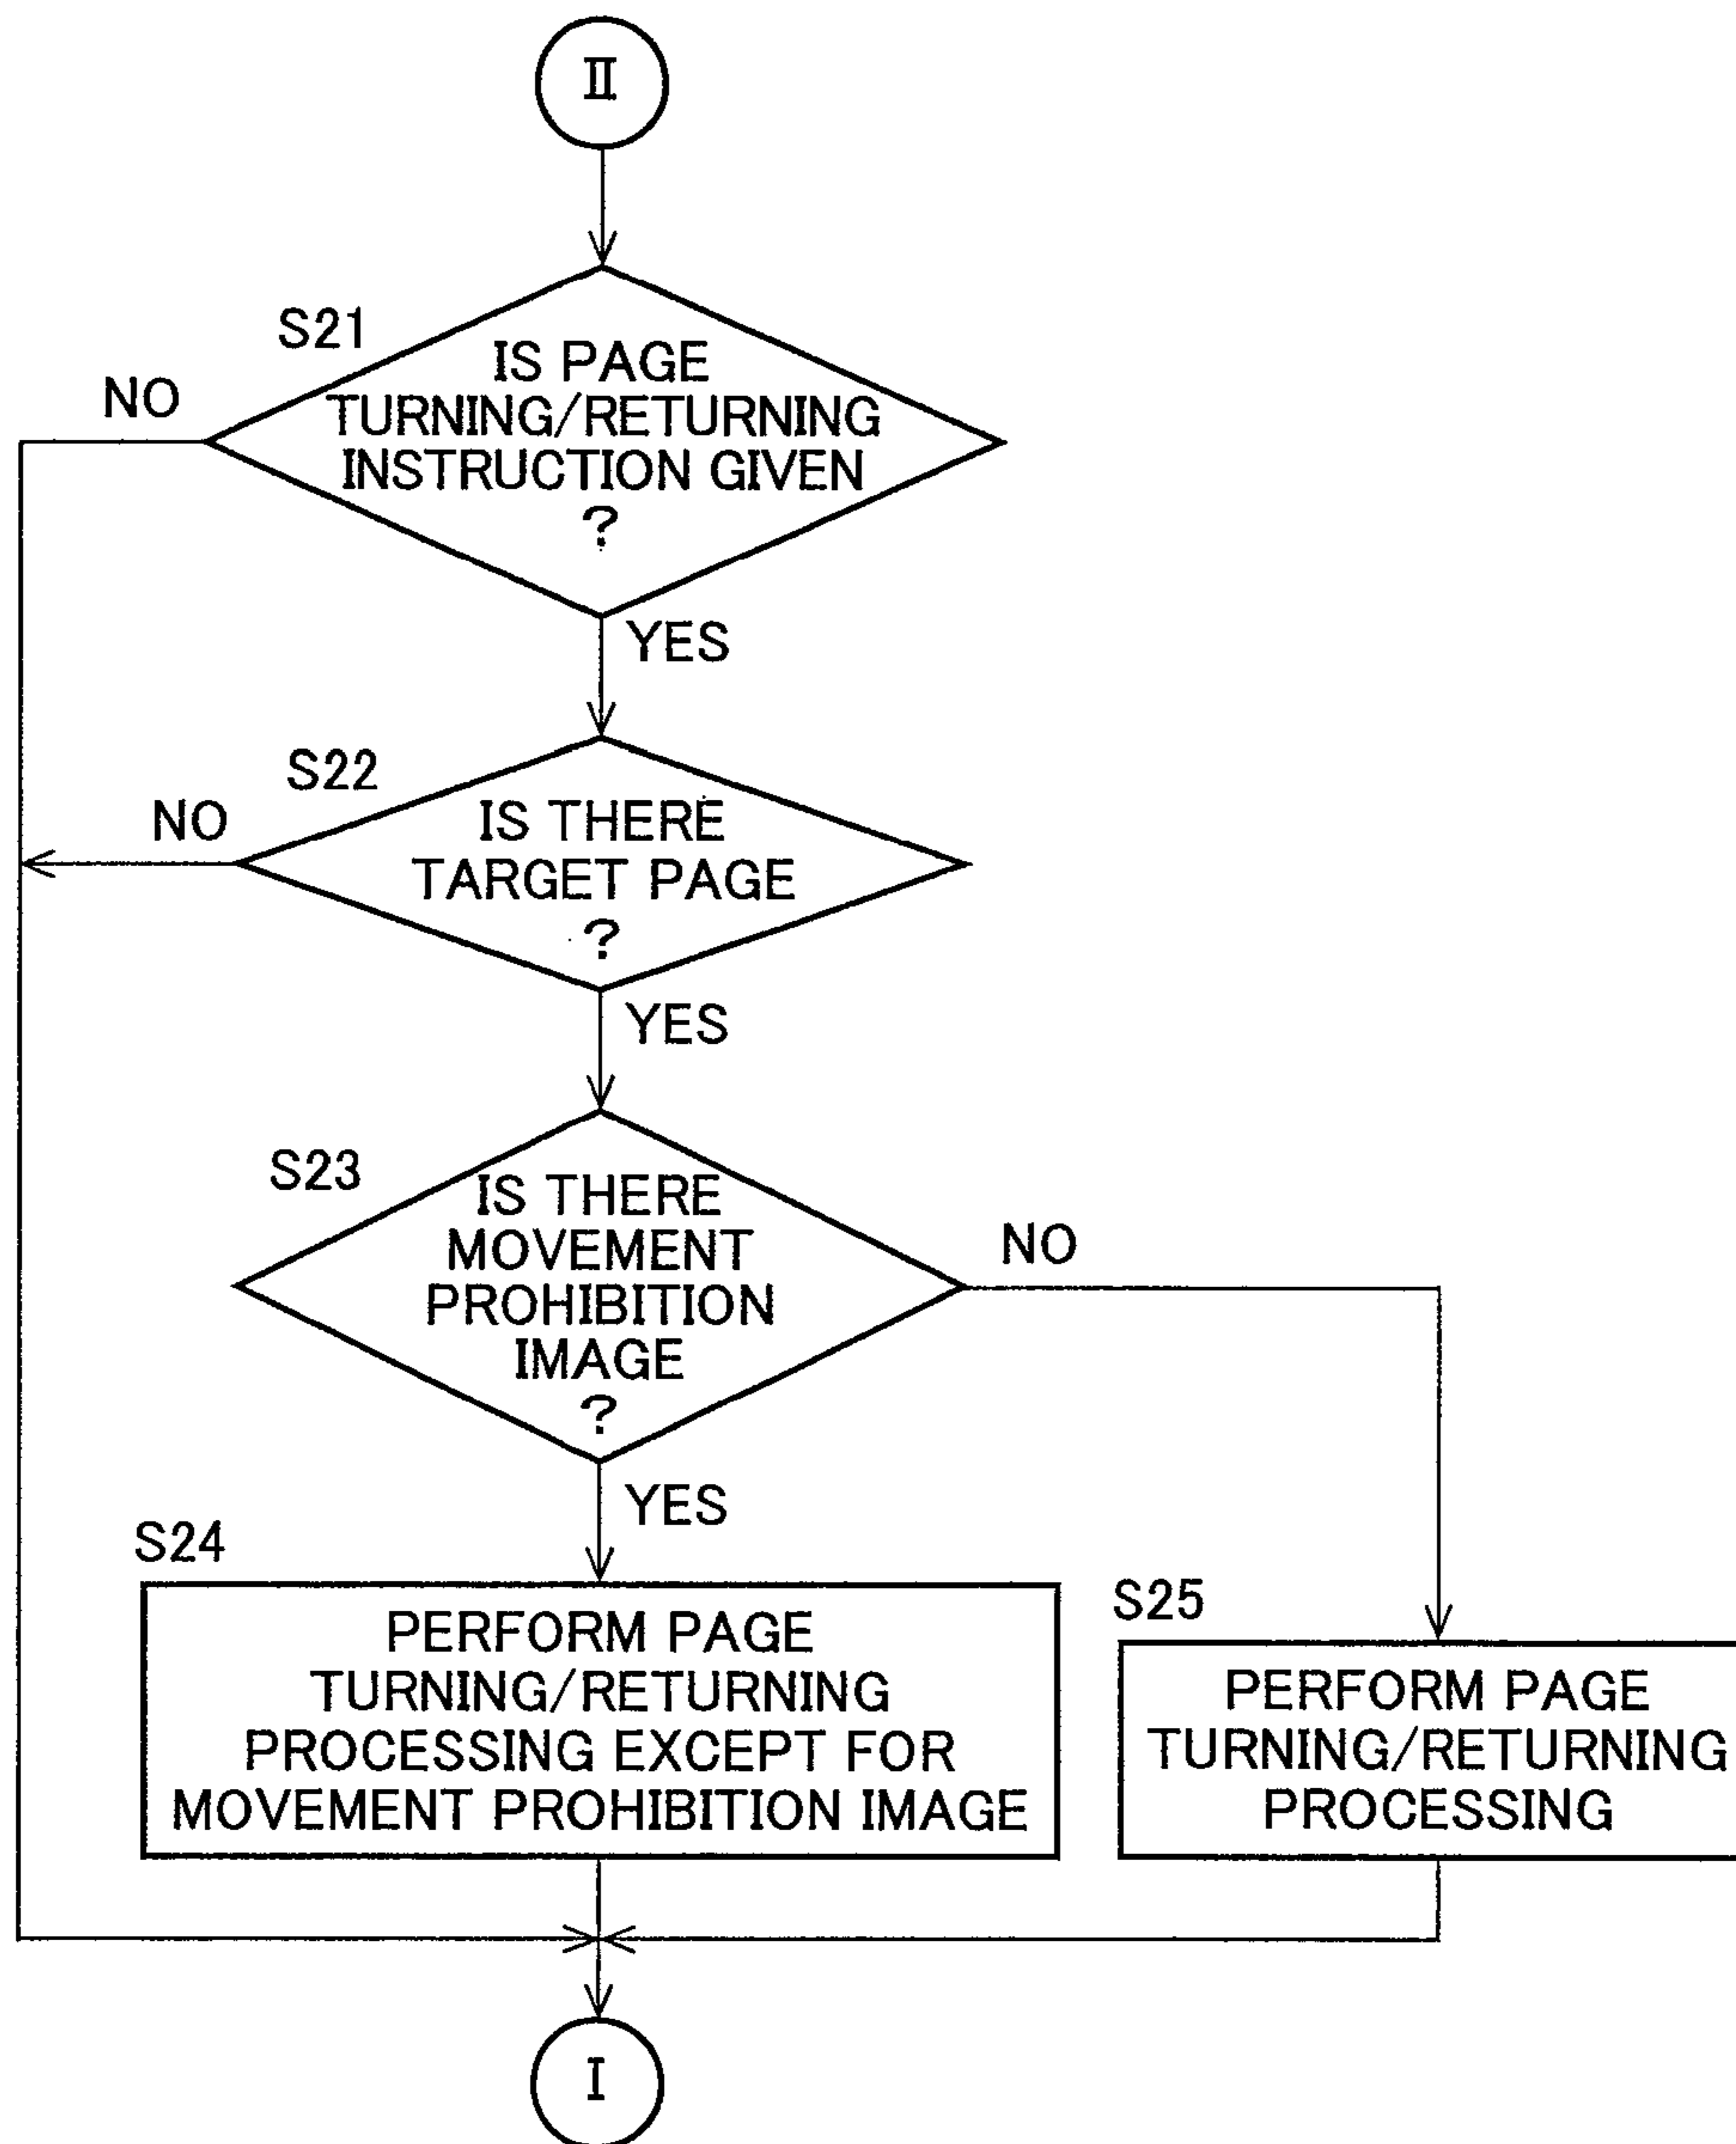 II
S21
IS PAGE
TURNING/RETURNING
INSTRUCTION GIVEN
?
NO
YES
S22
IS THERE
TARGET PAGE
?
NO
YES
S23
IS THERE
MOVEMENT
PROHIBITION
IMAGE
?
NO
YES
S24
PERFORM PAGE
TURNING/RETURNING
PROCESSING EXCEPT FOR
MOVEMENT PROHIBITION IMAGE
S25
PERFORM PAGE
TURNING/RETURNING
PROCESSING
I